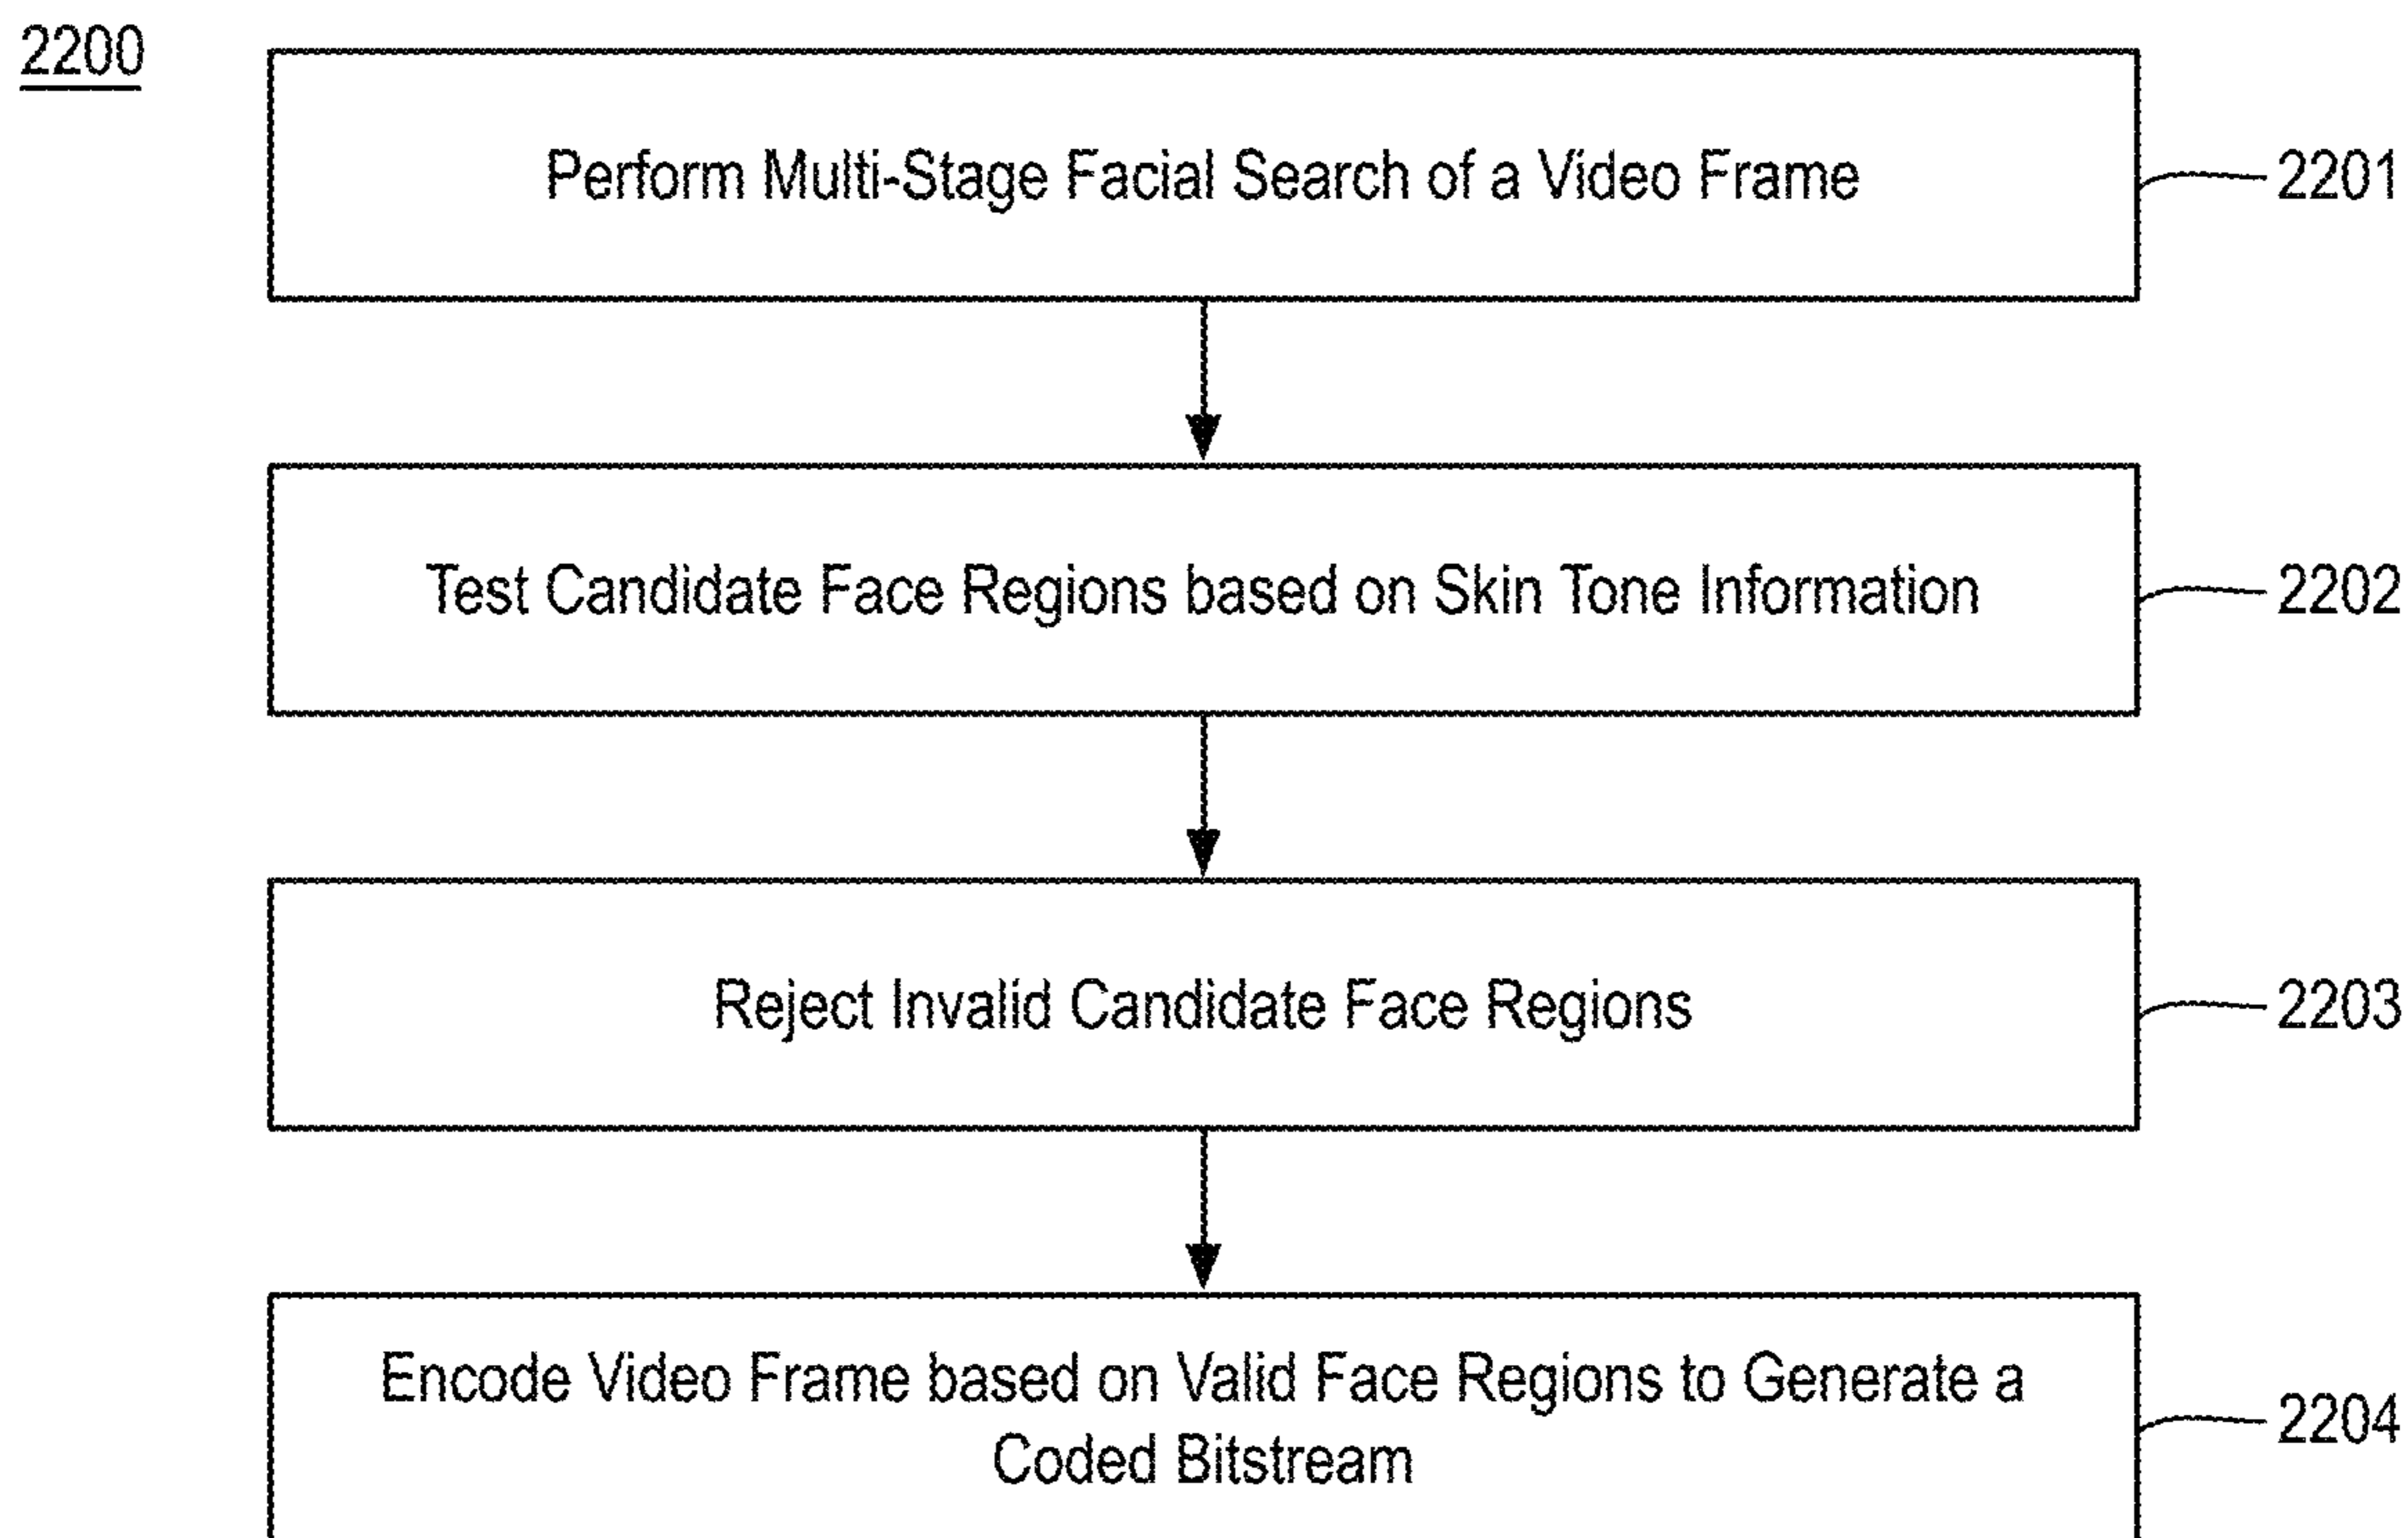 2200
Perform Multi-Stage Facial Search of a Video Frame
2201
Test Candidate Face Regions based on Skin Tone Information
2202
Reject Invalid Candidate Face Regions
2203
Encode Video Frame based on Valid Face Regions to Generate a
Coded Bitstream
2204